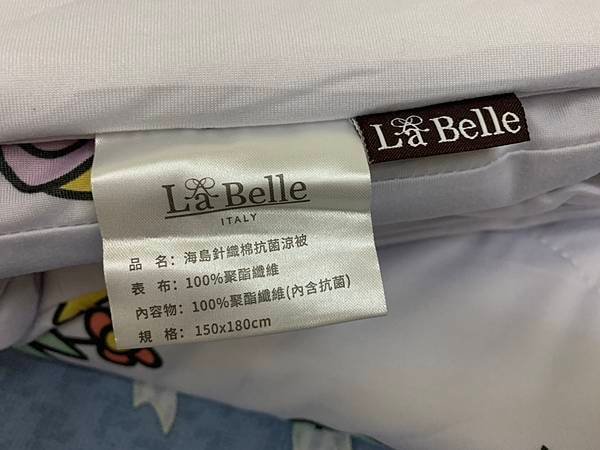 La Belle
La Belle
ITALY
品名：海島針織棉抗菌涼被
表布：100%聚酯纖維
內容物：100%聚酯纖維(內含抗菌)
規格：150x180cm